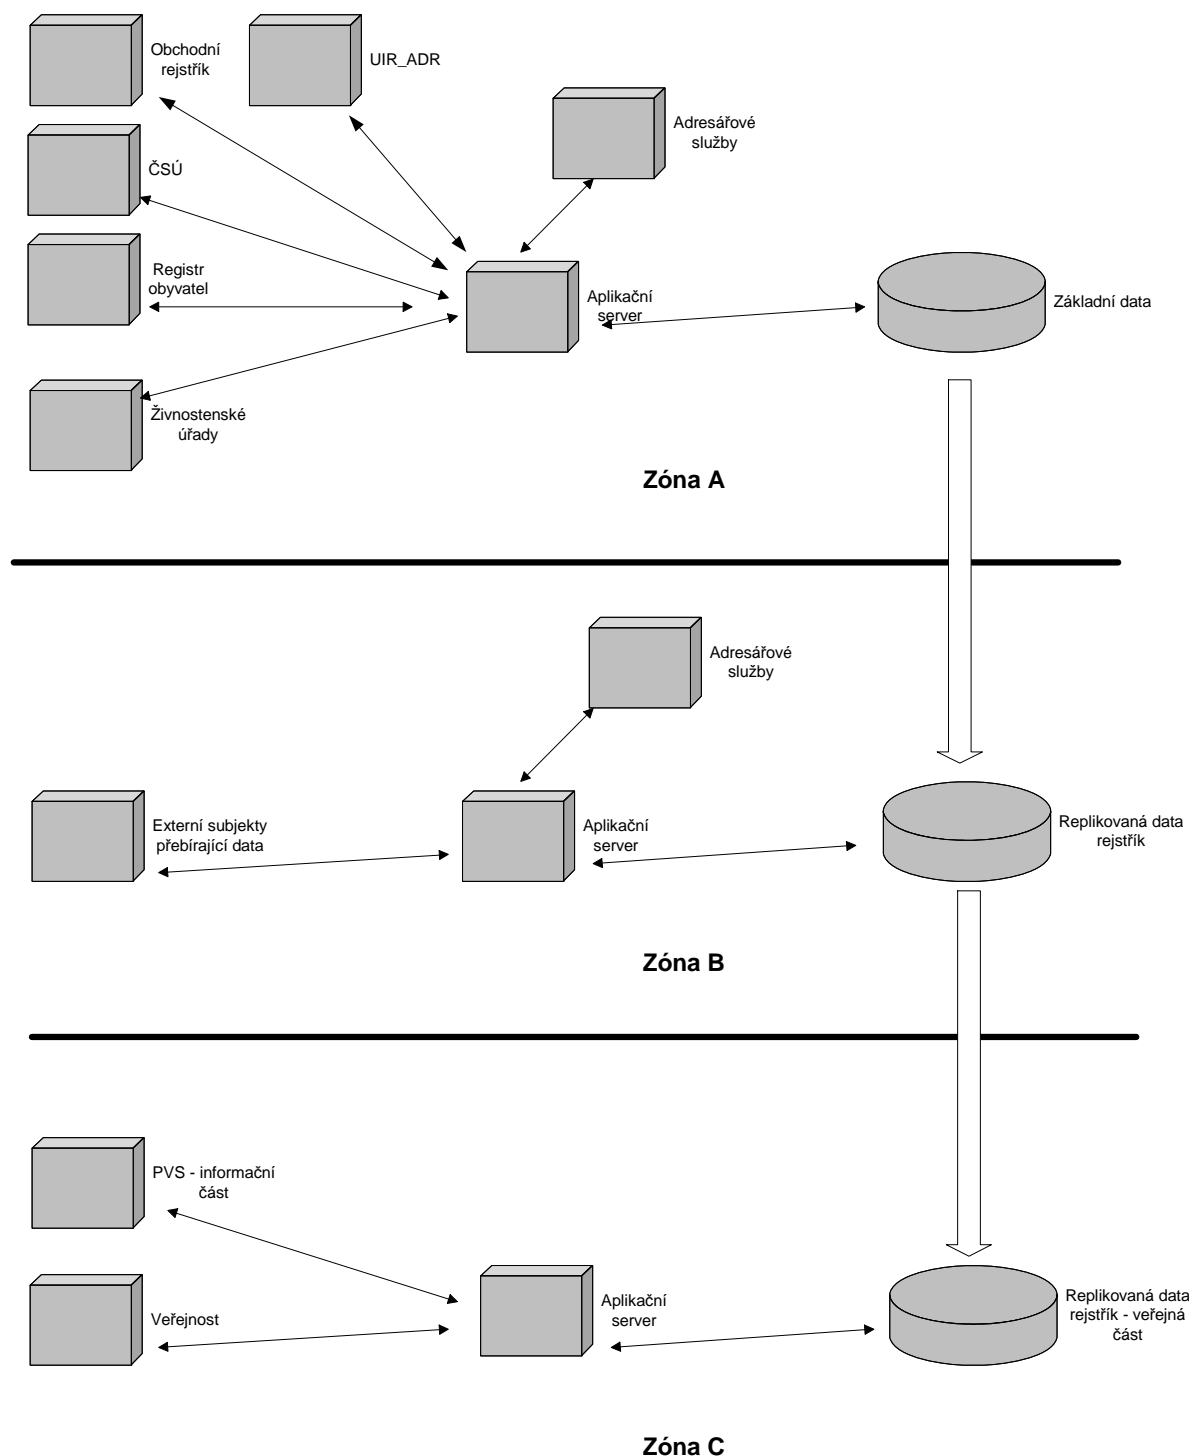 Obchodní
rejstřík
UIR_ADR
Adresářové
služby
ČSÚ
Registr
obyvatel
Aplikační
server
Základní data
Živnostenské
úřady
Zóna A
Adresářové
služby
Externí subjekty
přebírající data
Aplikační
server
Replikovaná data
rejstřík
Zóna B
PVS - informační
část
Veřejnost
Aplikační
server
Replikovaná data
rejstřík - veřejná
část
Zóna C